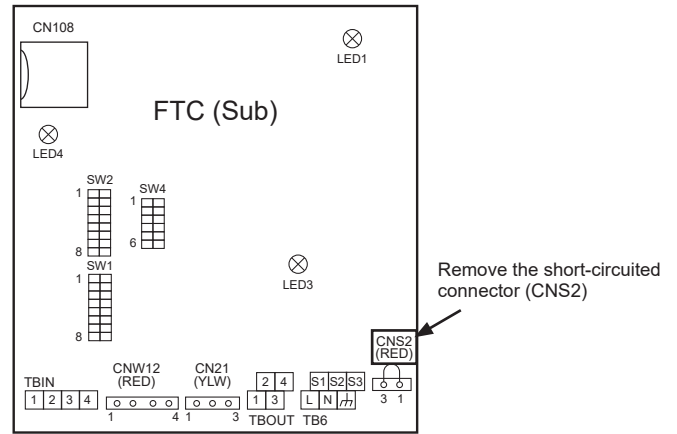 CN108
LED1
FTC (Sub)
LED4
SW2
1
8
SW4
1
6
SW1
1
8
LED3
Remove the short-circuited
connector (CNS2)
CNS2
(RED)
3 1
TBIN
1 2 3 4
CNW12
(RED)
1 4
CN21
(YLW)
1 3
2 4
1 3
TBOUT
S1 S2 S3
L N
TB6